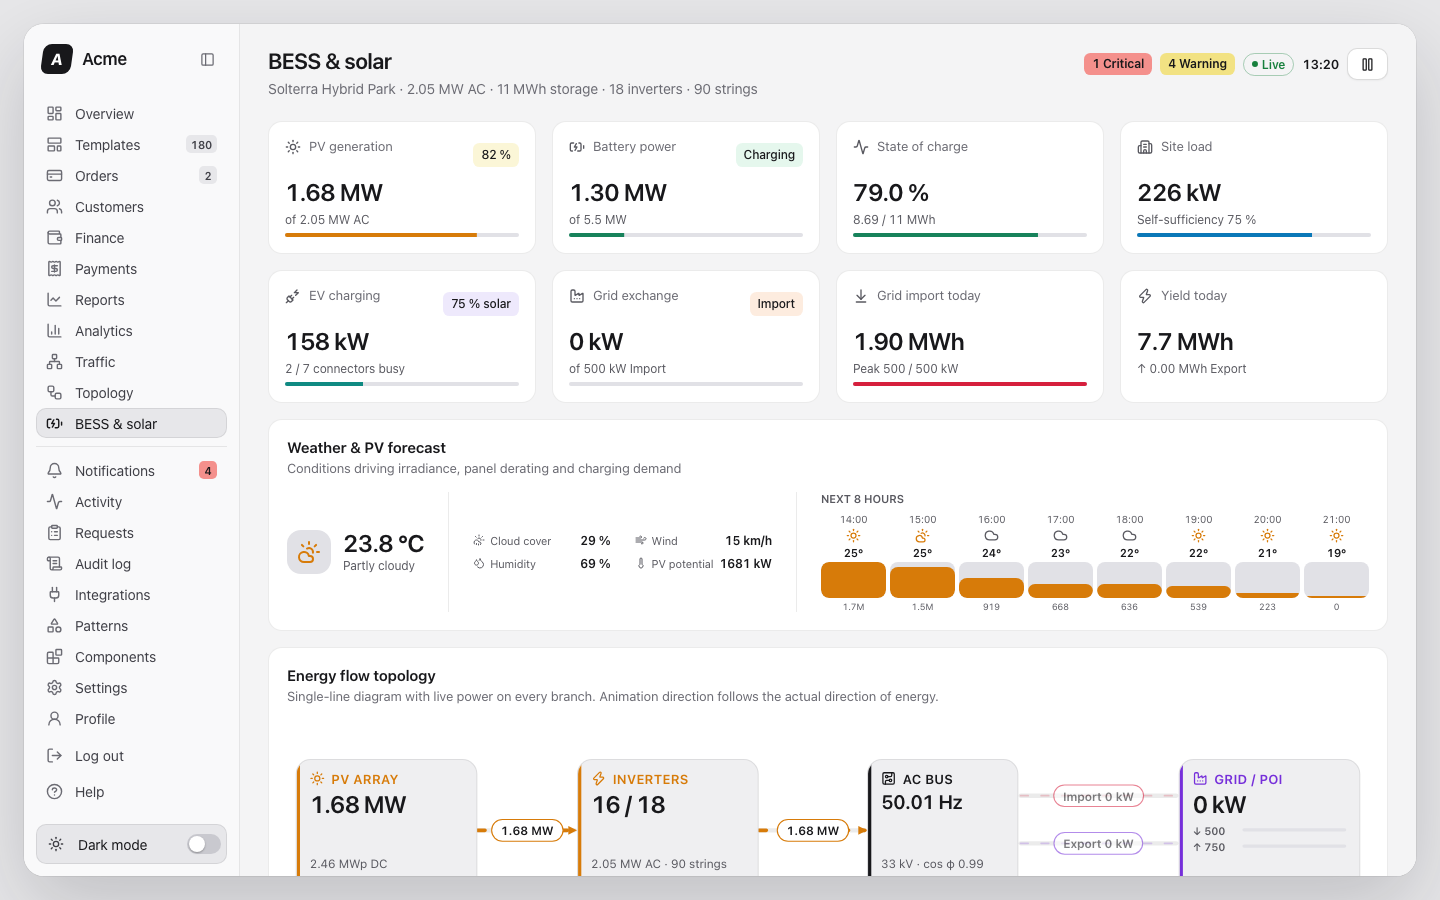 A Acme
Overview
Templates 180
Orders 2
Customers
Finance
Payments
Reports
Analytics
Traffic
Topology
BESS & solar
Notifications 4
Activity
Requests
Audit log
Integrations
Patterns
Components
Settings
Profile
Log out
Help
Dark mode
BESS & solar
Solterra Hybrid Park · 2.05 MW AC · 11 MWh storage · 18 inverters · 90 strings
1 Critical 4 Warning Live 13:20
PV generation 82 %
1.68 MW
of 2.05 MW AC
Battery power Charging
1.30 MW
of 5.5 MW
State of charge
79.0 %
8.69 / 11 MWh
Site load
226 kW
Self-sufficiency 75 %
EV charging 75 % solar
158 kW
2 / 7 connectors busy
Grid exchange Import
0 kW
of 500 kW Import
Grid import today
1.90 MWh
Peak 500 / 500 kW
Yield today
7.7 MWh
↑ 0.00 MWh Export
Weather & PV forecast
Conditions driving irradiance, panel derating and charging demand
23.8 °C
Partly cloudy
Cloud cover 29 % Wind 15 km/h
Humidity 69 % PV potential 1681 kW
NEXT 8 HOURS
14:00 15:00 16:00 17:00 18:00 19:00 20:00 21:00
25° 25° 24° 23° 22° 22° 21° 19°
1.7M 1.5M 919 668 636 539 223 0
Energy flow topology
Single-line diagram with live power on every branch. Animation direction follows the actual direction of energy.
PV ARRAY
1.68 MW
2.46 MWp DC
1.68 MW
INVERTERS
16 / 18
2.05 MW AC · 90 strings
1.68 MW
AC BUS
50.01 Hz
33 kV · cos φ 0.99
Import 0 kW
Export 0 kW
GRID / POI
0 kW
↓ 500
↑ 750